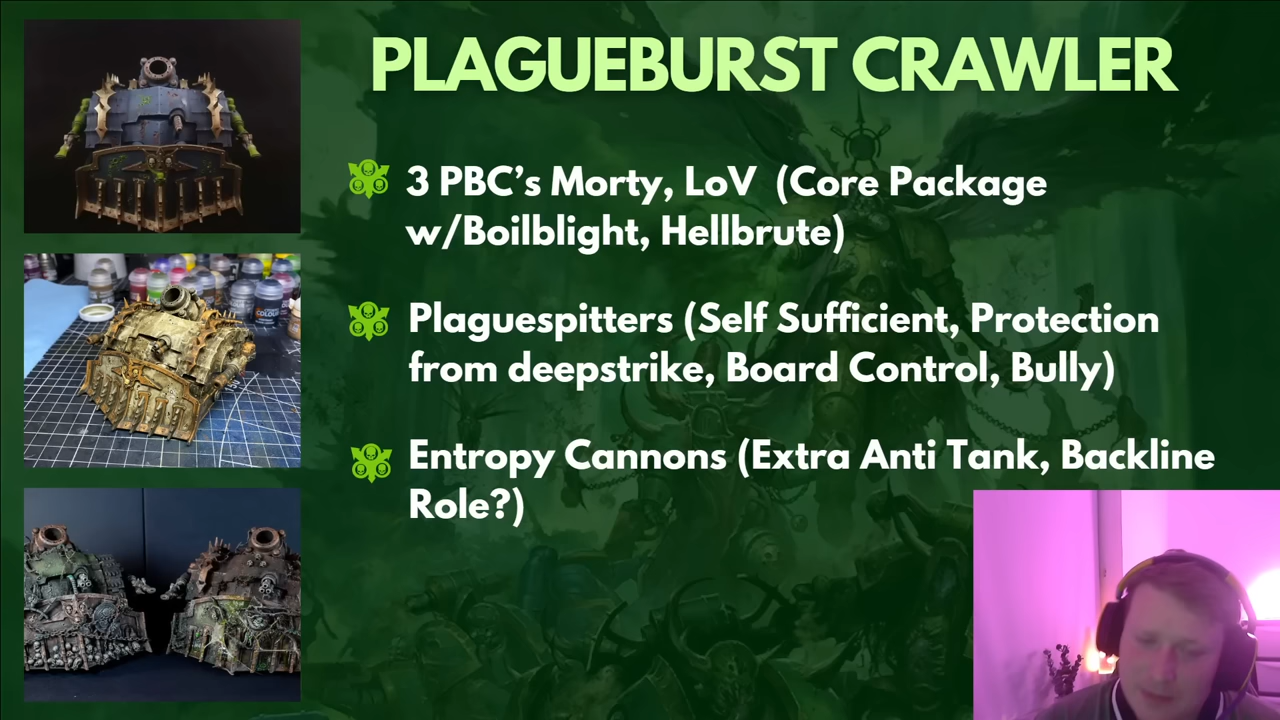 PLAGUEBURST CRAWLER
3 PBC's Morty, LoV (Core Package
w/Boilblight, Hellbrute)
Plaguespitters (Self Sufficient, Protection
from deepstrike, Board Control, Bully)
Entropy Cannons (Extra Anti Tank, Backline
Role?)